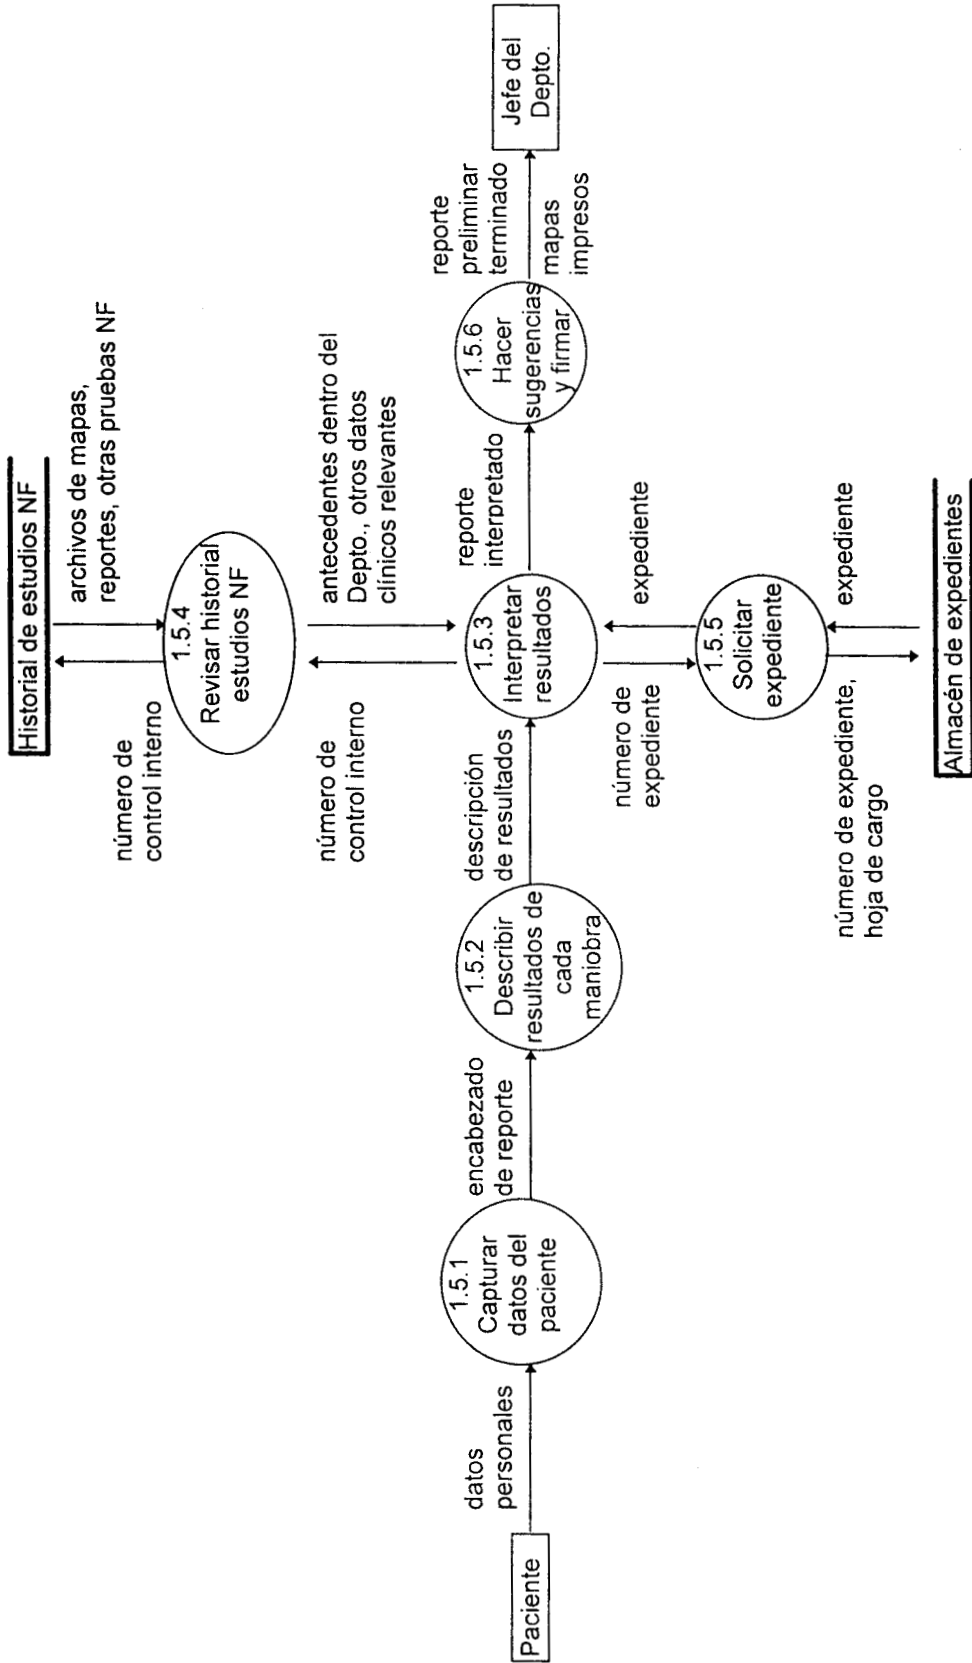 Historial de estudios NF
número de
control interno
archivos de mapas,
reportes, otras pruebas NF
1.5.4
Revisar historial
estudios NF
número de
control interno
antecedentes dentro del
Depto., otros datos
clínicos relevantes
Paciente
datos
personales
1.5.1
Capturar
datos del
paciente
encabezado
de reporte
1.5.2
Describir
resultados de
cada
maniobra
descripción
de resultados
1.5.3
Interpretar
resultados
reporte
interpretado
1.5.6
Hacer
sugerencias
y firmar
reporte
preliminar
terminado
mapas
impresos
Jefe del
Depto.
número de
expediente
expediente
1.5.5
Solicitar
expediente
número de expediente,
hoja de cargo
expediente
Almacén de expedientes